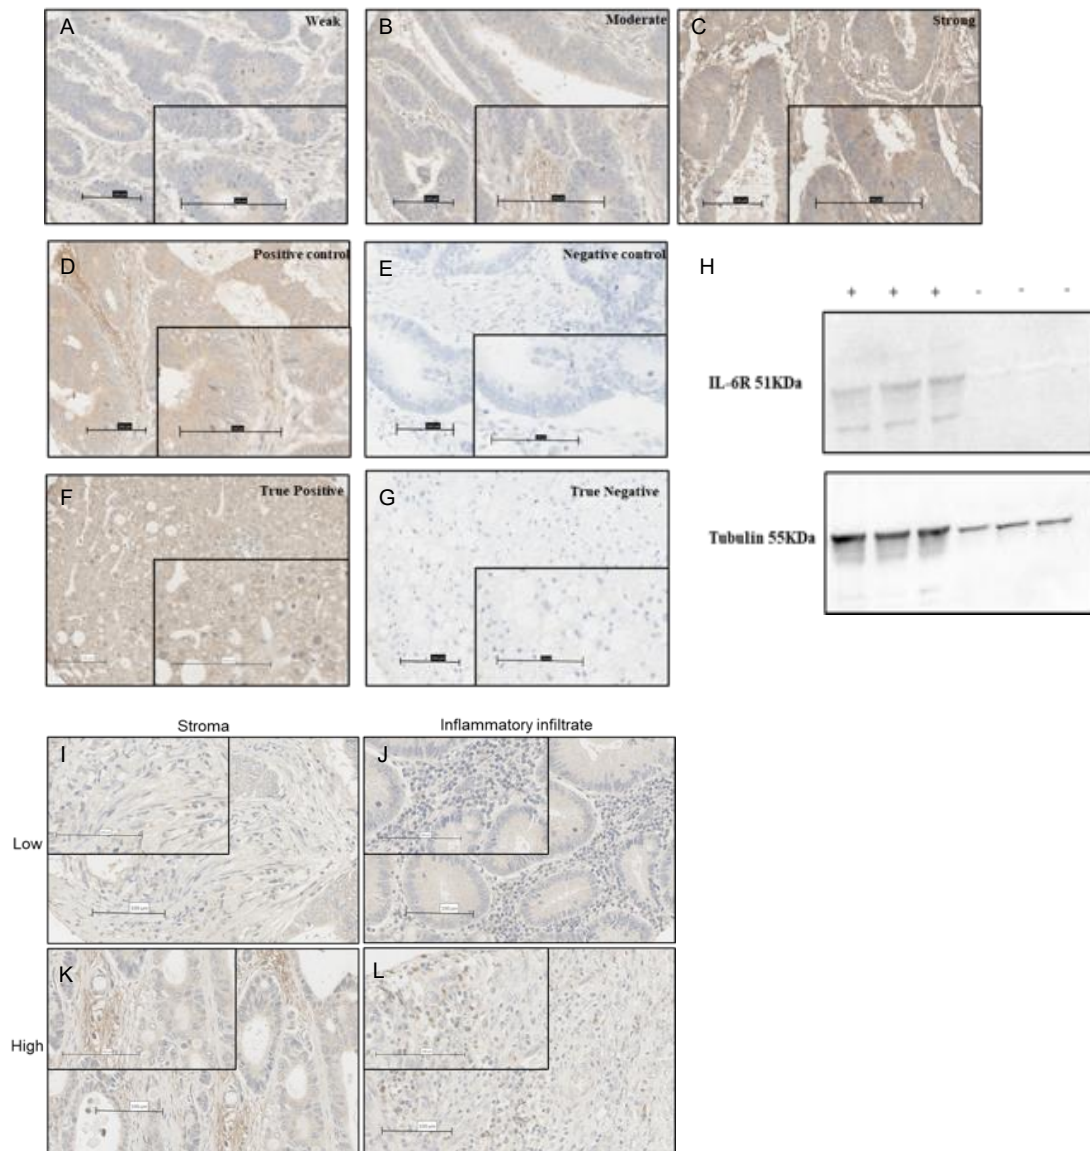 A
Weak
B
Moderate
C
Strong
D
Positive control
E
Negative control
H
+ + + - - -
IL-6R 51KDa
Tubulin 55KDa
F
True Positive
G
True Negative
Stroma
Inflammatory infiltrate
I
J
Low
K
L
High